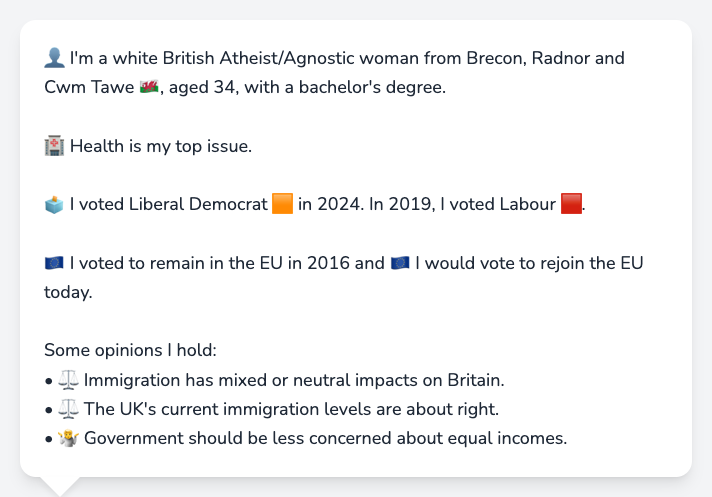 👤 I'm a white British Atheist/Agnostic woman from Brecon, Radnor and
Cwm Tawe 🏴󠁧󠁢󠁷󠁬󠁳󠁿, aged 34, with a bachelor's degree.
🏥 Health is my top issue.
🗳️ I voted Liberal Democrat 🟧 in 2024. In 2019, I voted Labour 🟥.
🇪🇺 I voted to remain in the EU in 2016 and 🇪🇺 I would vote to rejoin the EU
today.
Some opinions I hold:
• ⚖️ Immigration has mixed or neutral impacts on Britain.
• ⚖️ The UK's current immigration levels are about right.
• 🤷 Government should be less concerned about equal incomes.